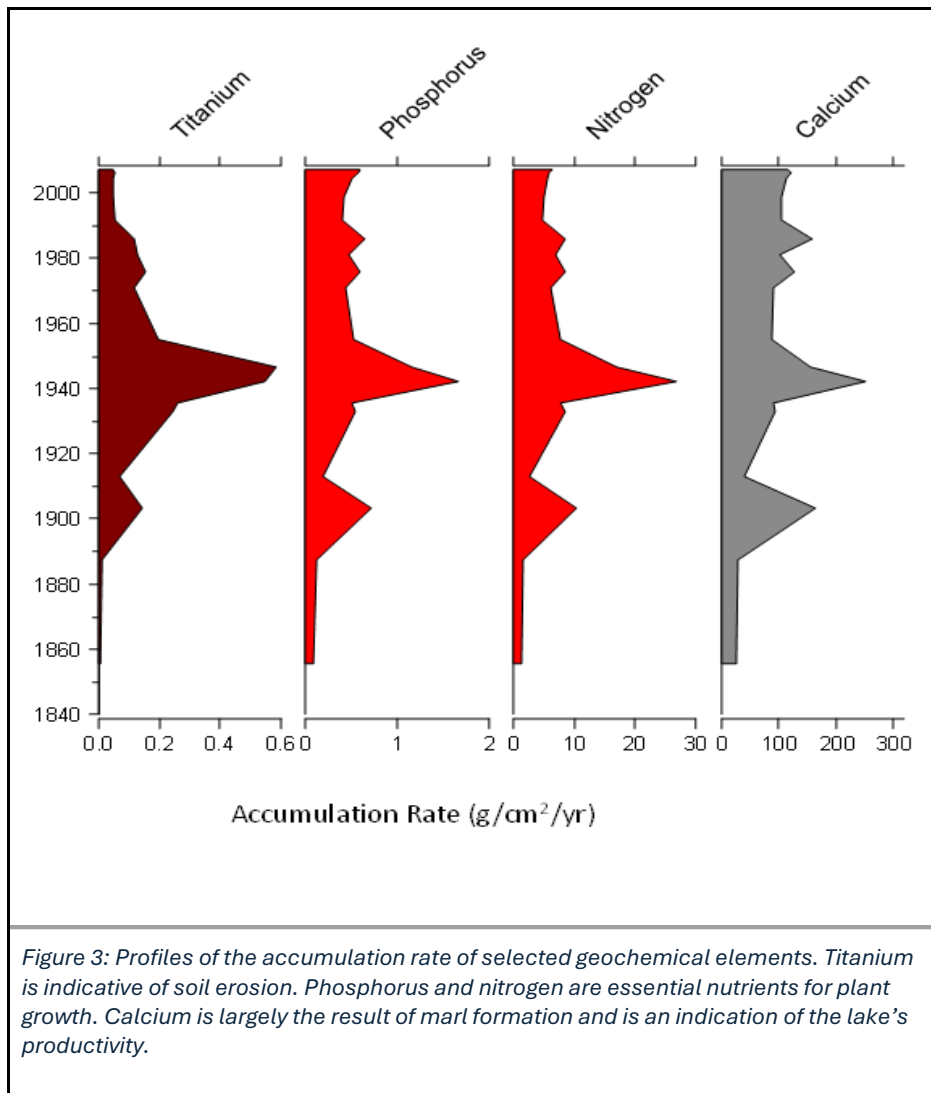 Titanium
Phosphorus
Nitrogen
Calcium
2000
1980
1960
1940
1920
1900
1880
1860
1840
0.0 0.2 0.4 0.6 0 1 2 0 10 20 30 0 100 200 300
Accumulation Rate (g/cm²/yr)
Figure 3: Profiles of the accumulation rate of selected geochemical elements. Titanium
is indicative of soil erosion. Phosphorus and nitrogen are essential nutrients for plant
growth. Calcium is largely the result of marl formation and is an indication of the lake’s
productivity.